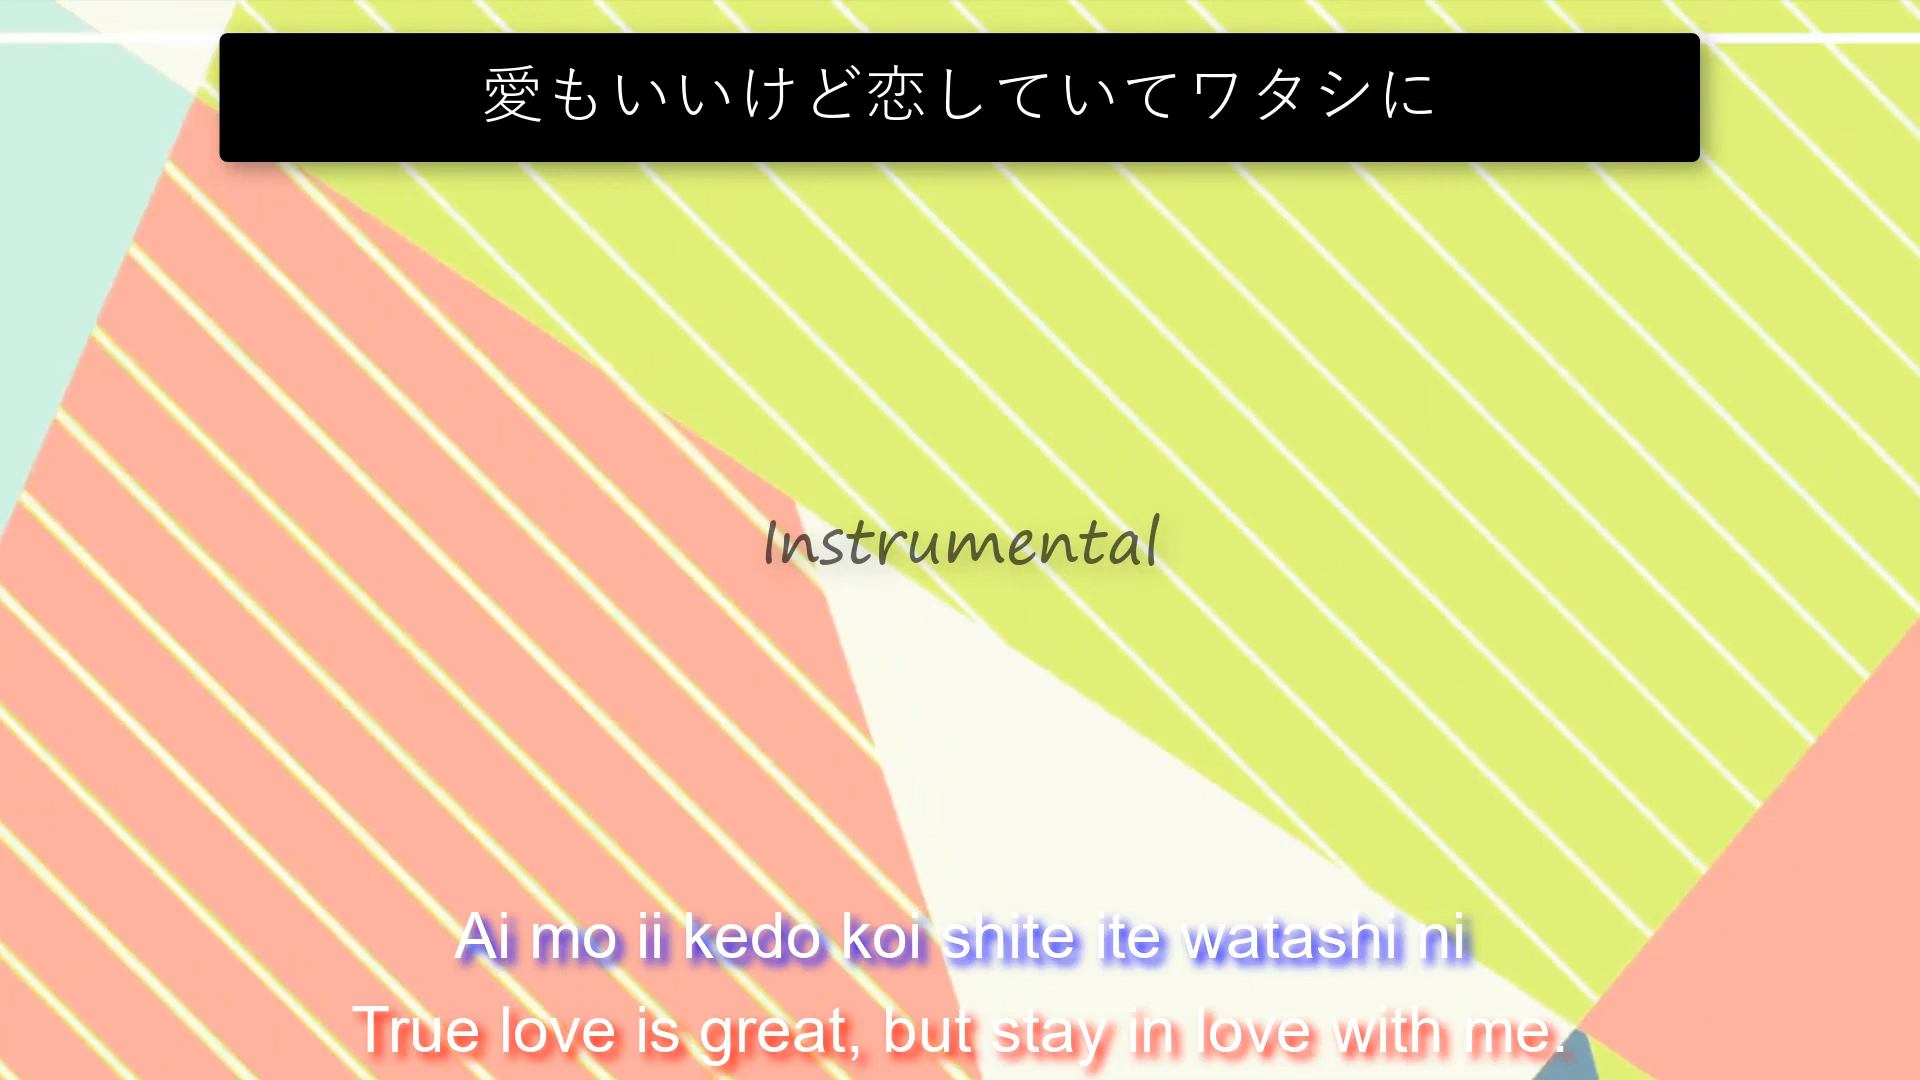 愛もいいけど恋していてワタシに
Instrumental
Ai mo ii kedo koi shite ite watashi ni
True love is great, but stay in love with me.